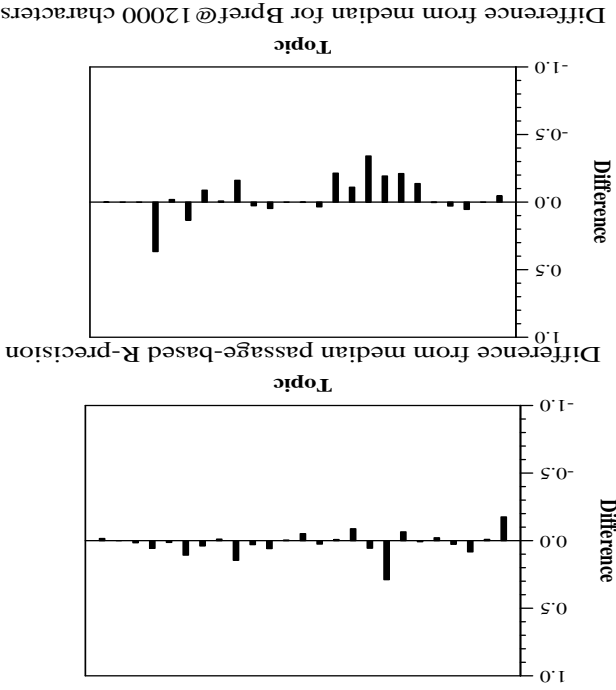 1.0
0.5
0.0
-0.5
-1.0
Difference
Topic
Difference from median passage-based R-precision
1.0
0.5
0.0
-0.5
-1.0
Difference
Topic
Difference from median for Bpref@12000 characters